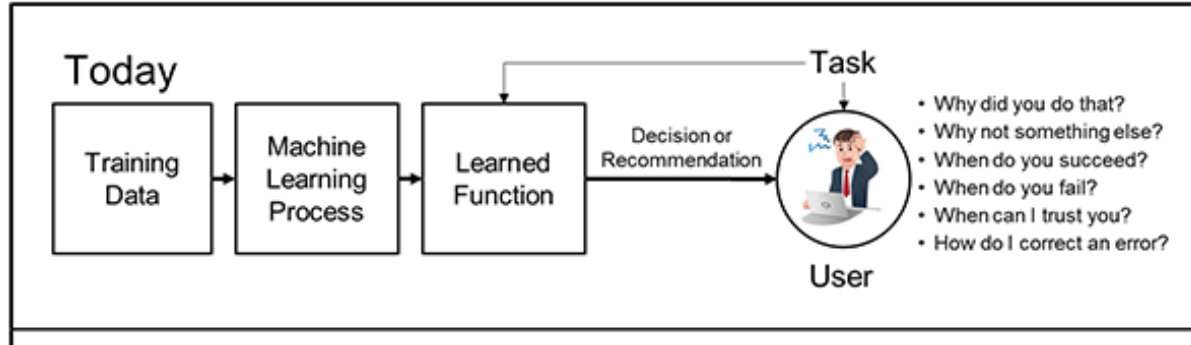 Today
Task
Training
Data
Machine
Learning
Process
Learned
Function
Decision or
Recommendation
• Why did you do that?
• Why not something else?
• When do you succeed?
• When do you fail?
• When can I trust you?
• How do I correct an error?
User